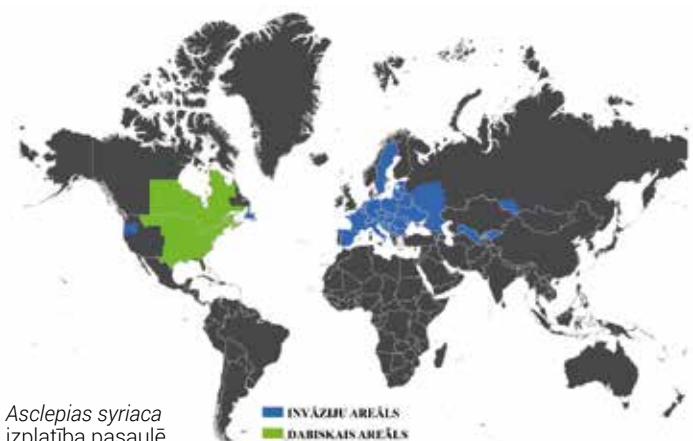 Asclepias syriaca
izplatība pasaulē
INVĀZIJU AREĀLS
DABISKAIS AREĀLS